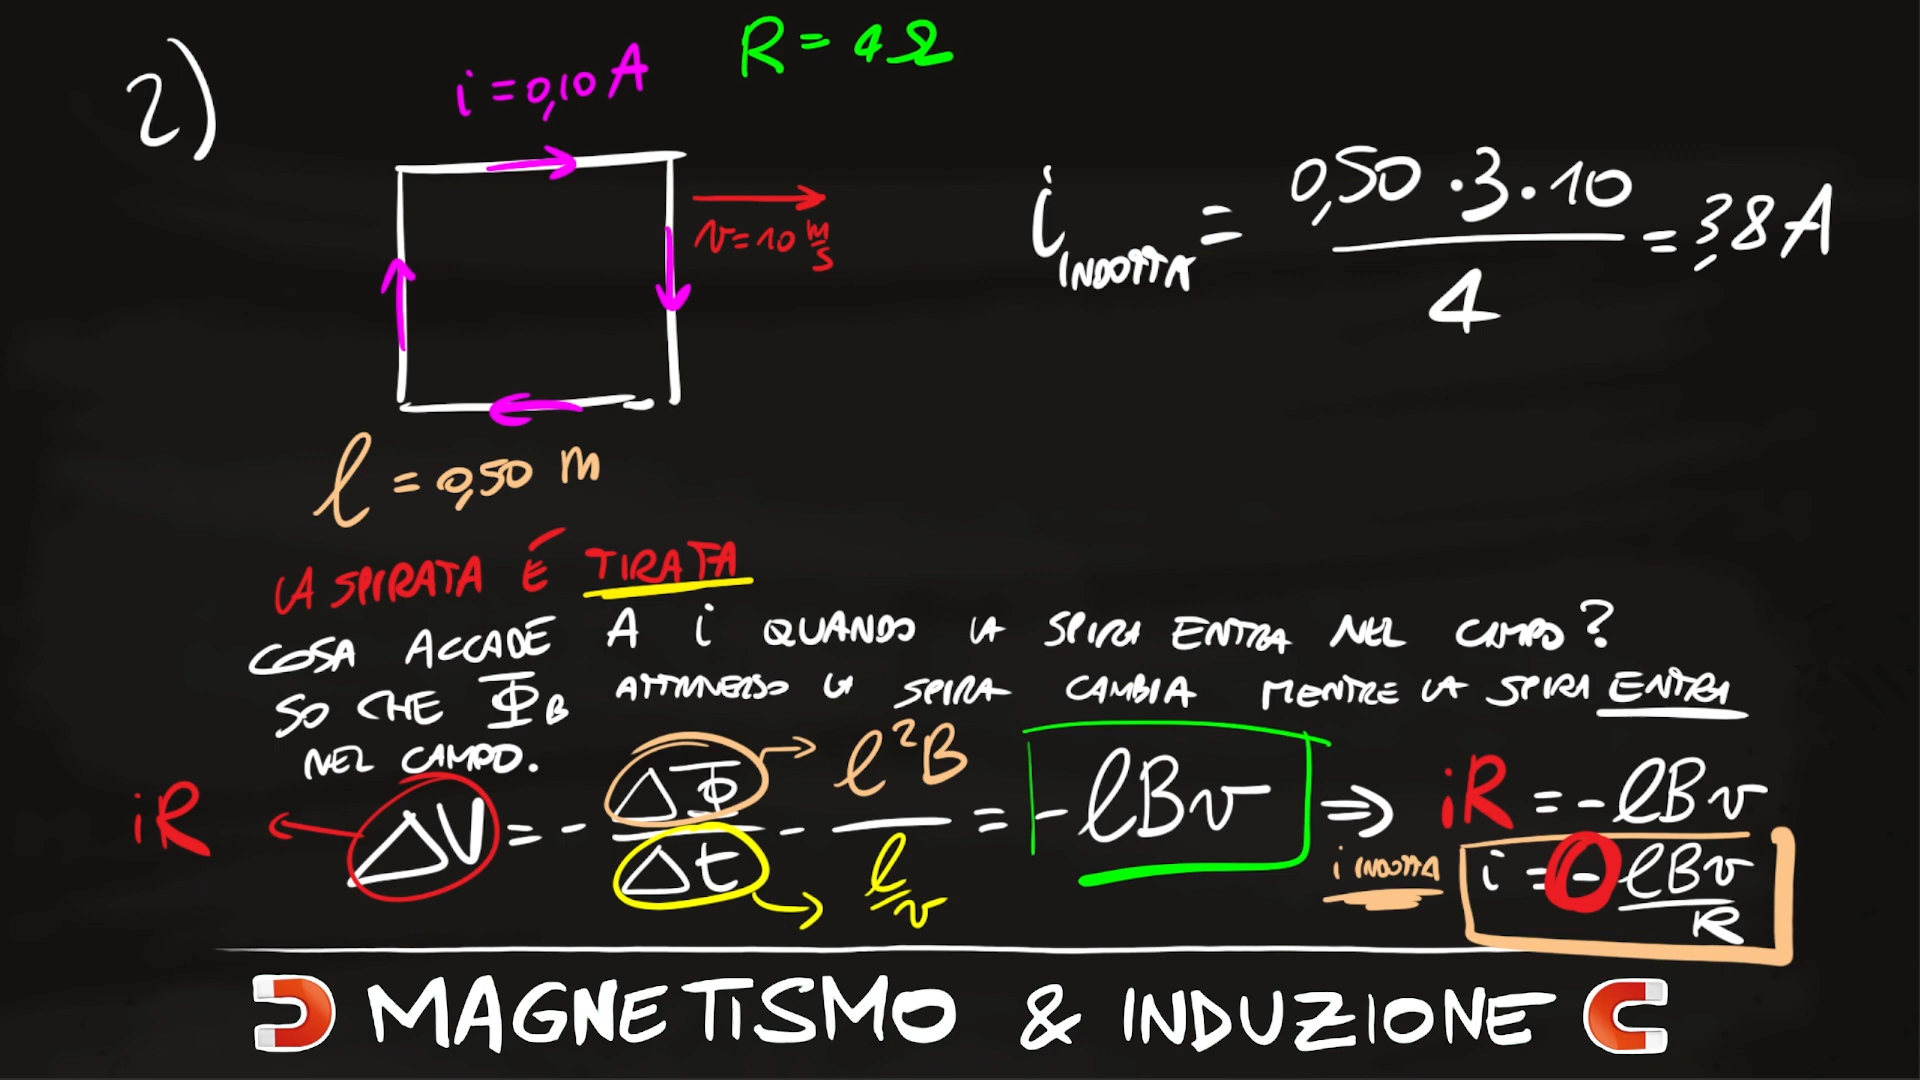 2)
i = 0,10 A
R = 4 Ω
v = 10 m/s
i INDOTTA = 0,50 · 3 · 10 / 4 = 3,8 A
l = 0,50 m
LA SPIRATA É TIRATA
COSA ACCADE A i QUANDO LA SPIRA ENTRA NEL CAMPO?
SO CHE Φ_B ATTRAVERSO LA SPIRA CAMBIA MENTRE LA SPIRA ENTRA
NEL CAMPO.
iR ← ΔV = - ΔΦ / Δt - l²B / l/v = - lBv ⇒ iR = - lBv
i INDOTTA i = - lBv / R
MAGNETISMO & INDUZIONE